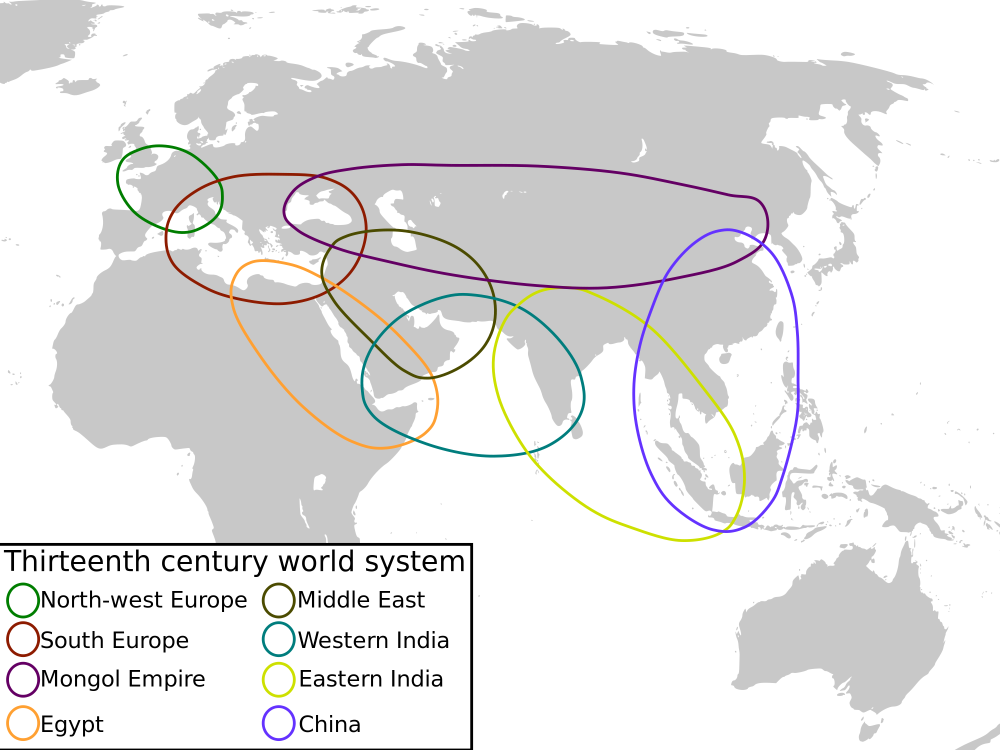 Thirteenth century world system
North-west Europe
South Europe
Mongol Empire
Egypt
Middle East
Western India
Eastern India
China